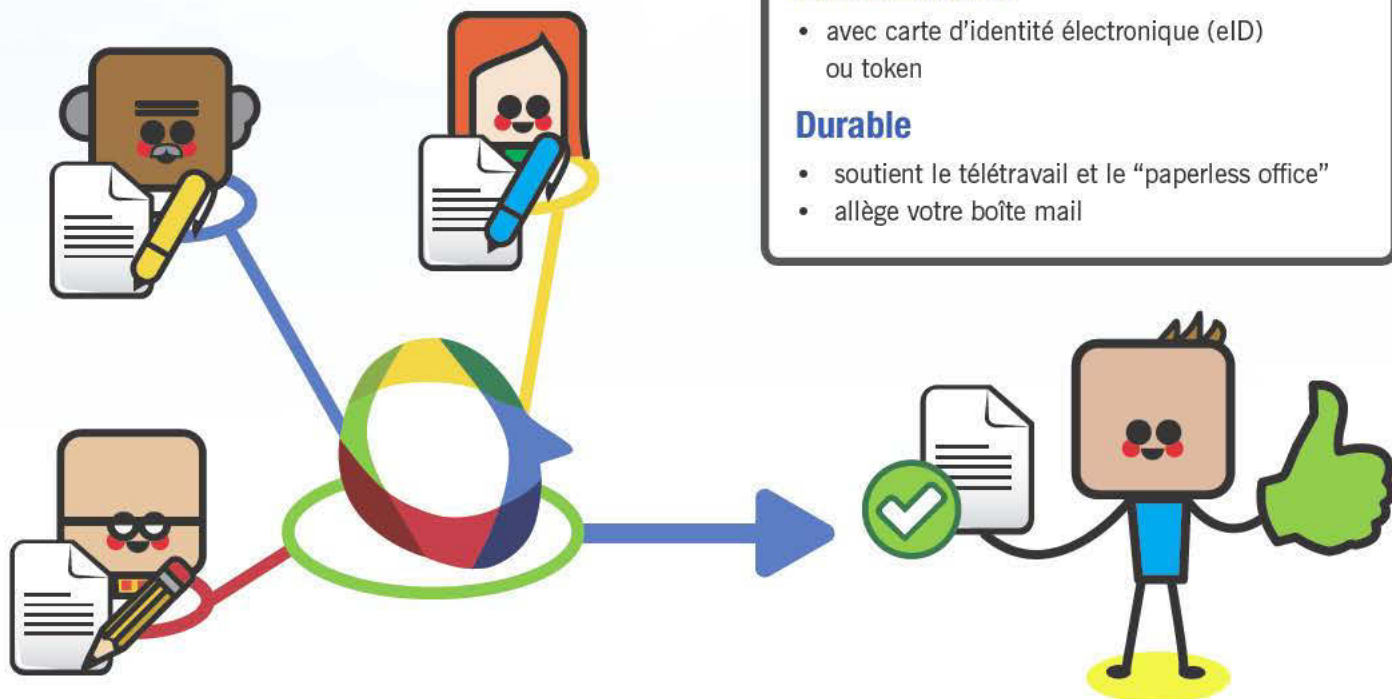 • avec carte d’identité électronique (eID)
ou token
Durable
• soutient le télétravail et le “paperless office”
• allège votre boîte mail